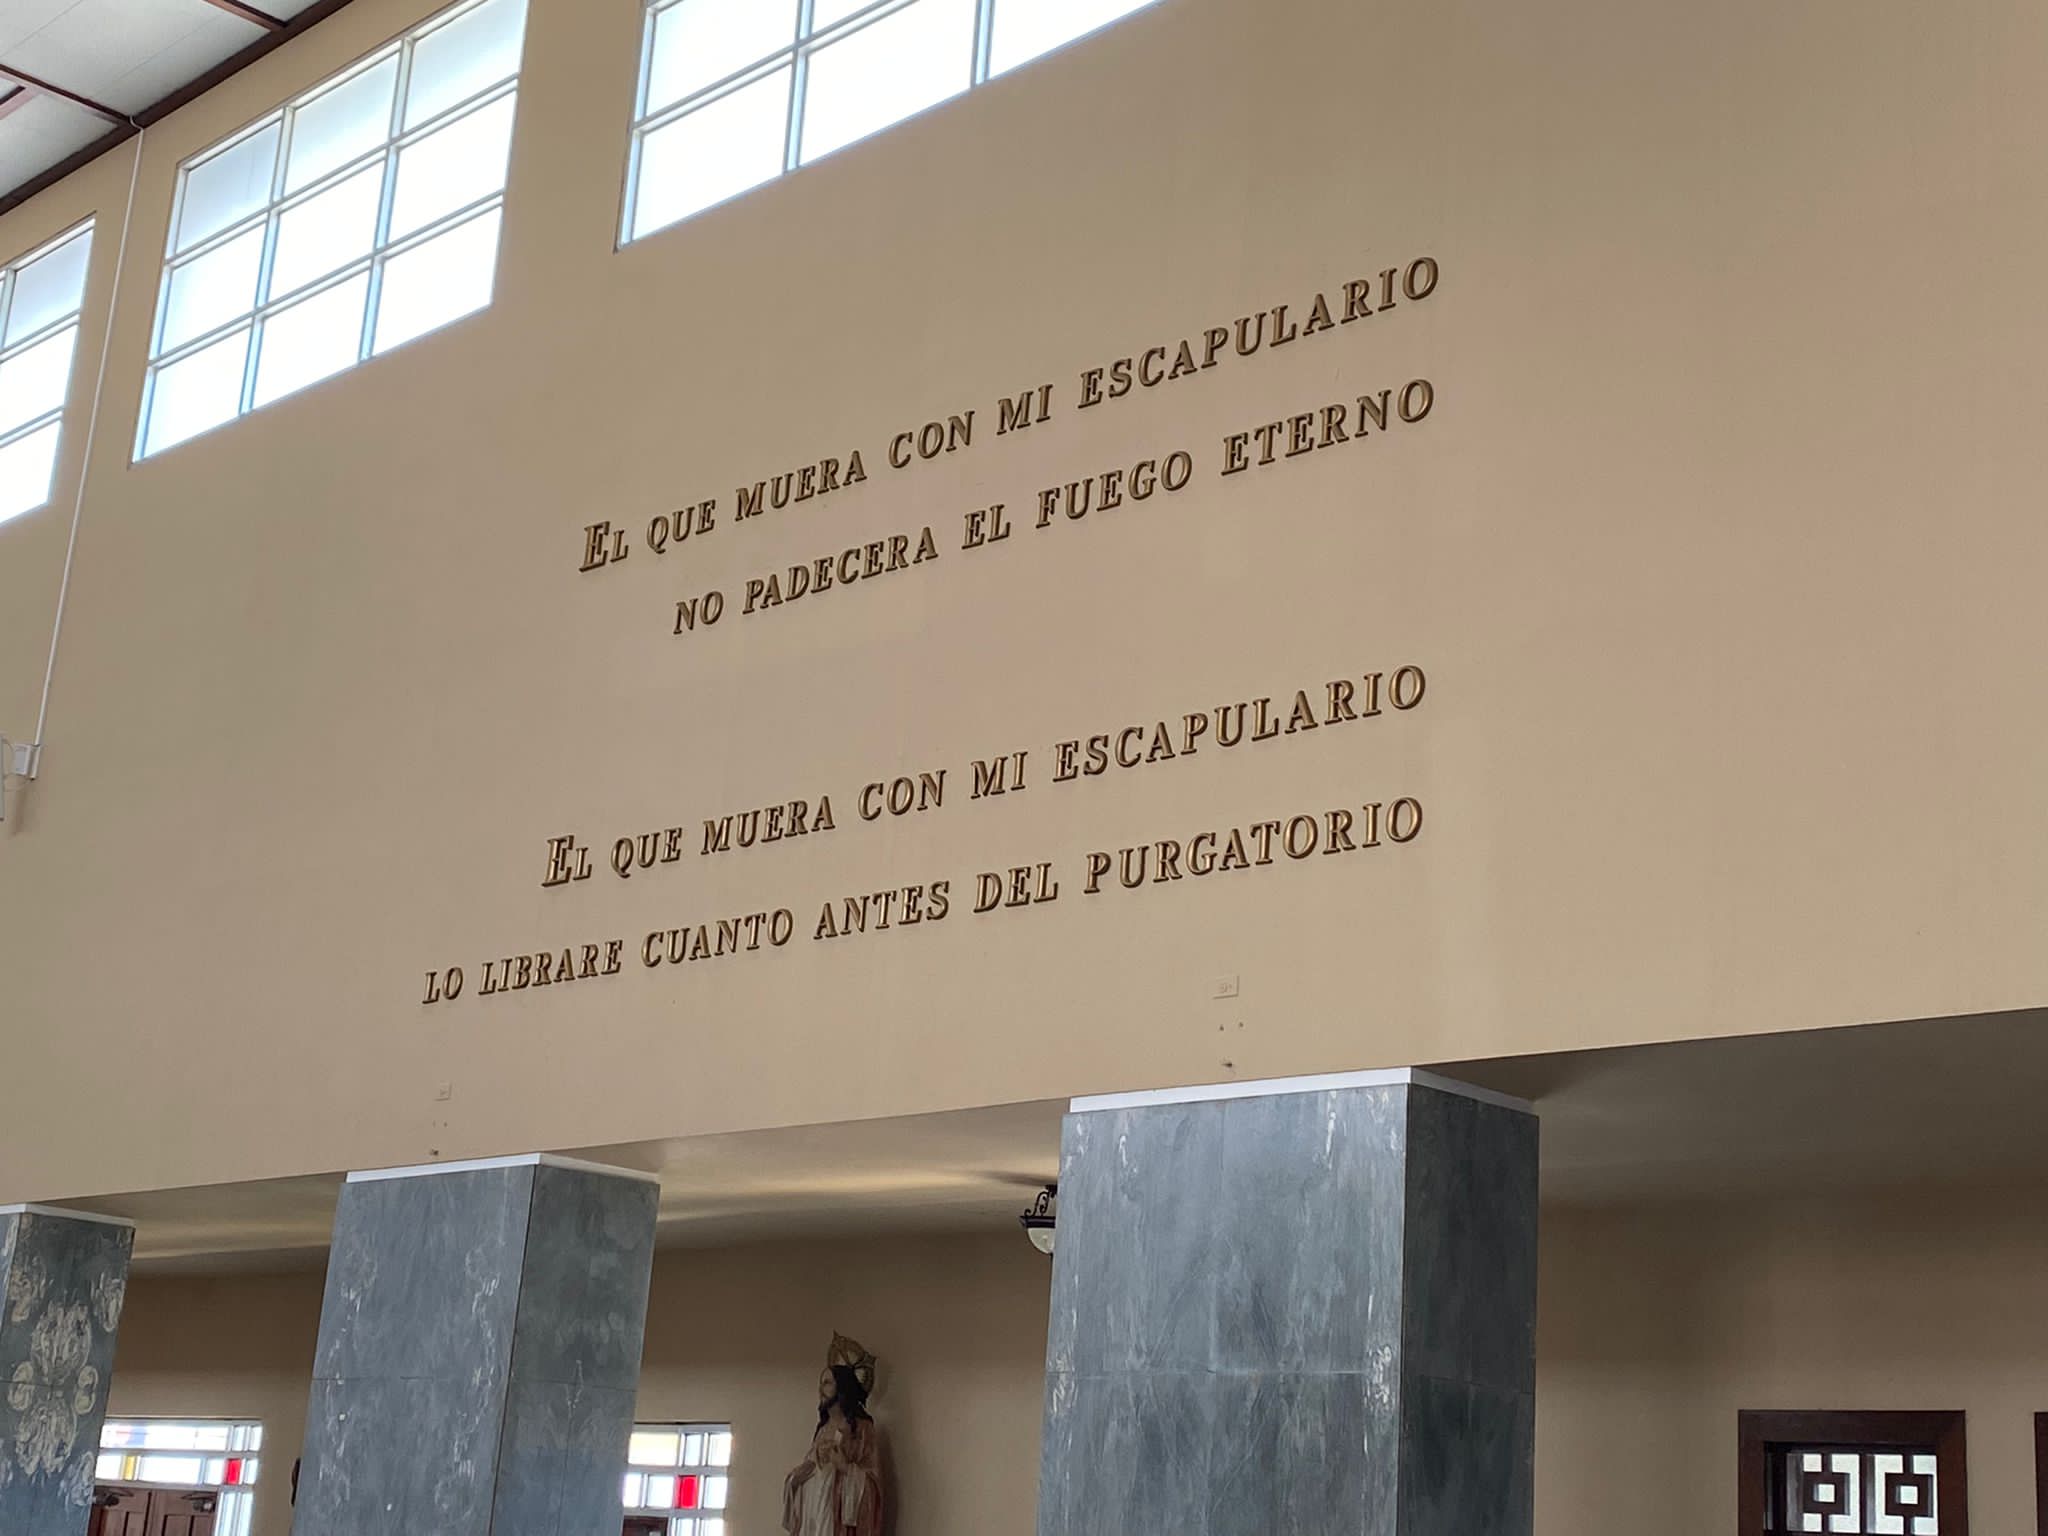 EL QUE MUERA CON MI ESCAPULARIO
NO PADECERA EL FUEGO ETERNO
EL QUE MUERA CON MI ESCAPULARIO
LO LIBRARE CUANTO ANTES DEL PURGATORIO